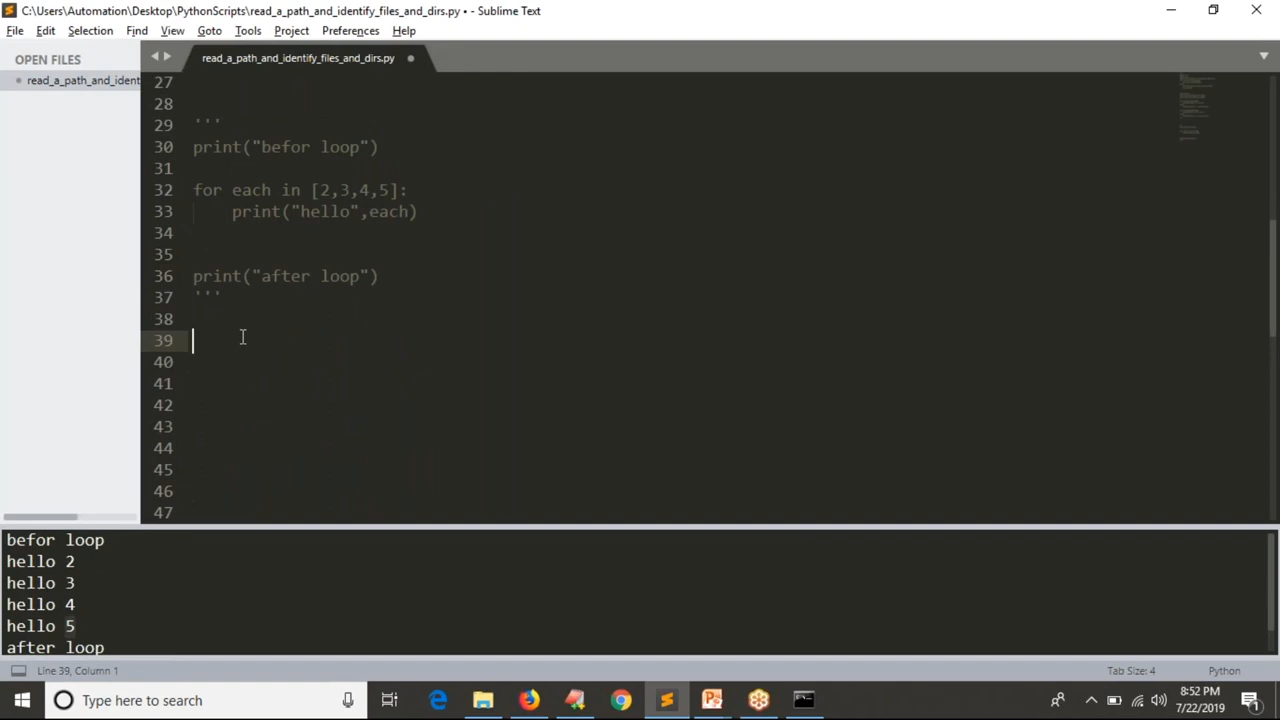 C:\Users\Automation\Desktop\PythonScripts\read_a_path_and_identify_files_and_dirs.py • - Sublime Text
File Edit Selection Find View Goto Tools Project Preferences Help
OPEN FILES
read_a_path_and_identify_files_and_dirs.py
read_a_path_and_ident
27
28
29 '''
30 print("befor loop")
31
32 for each in [2,3,4,5]:
33 print("hello",each)
34
35
36 print("after loop")
37 '''
38
39
40
41
42
43
44
45
46
47
befor loop
hello 2
hello 3
hello 4
hello 5
after loop
Line 39, Column 1
Tab Size: 4
Python
Type here to search
8:52 PM
7/22/2019
1